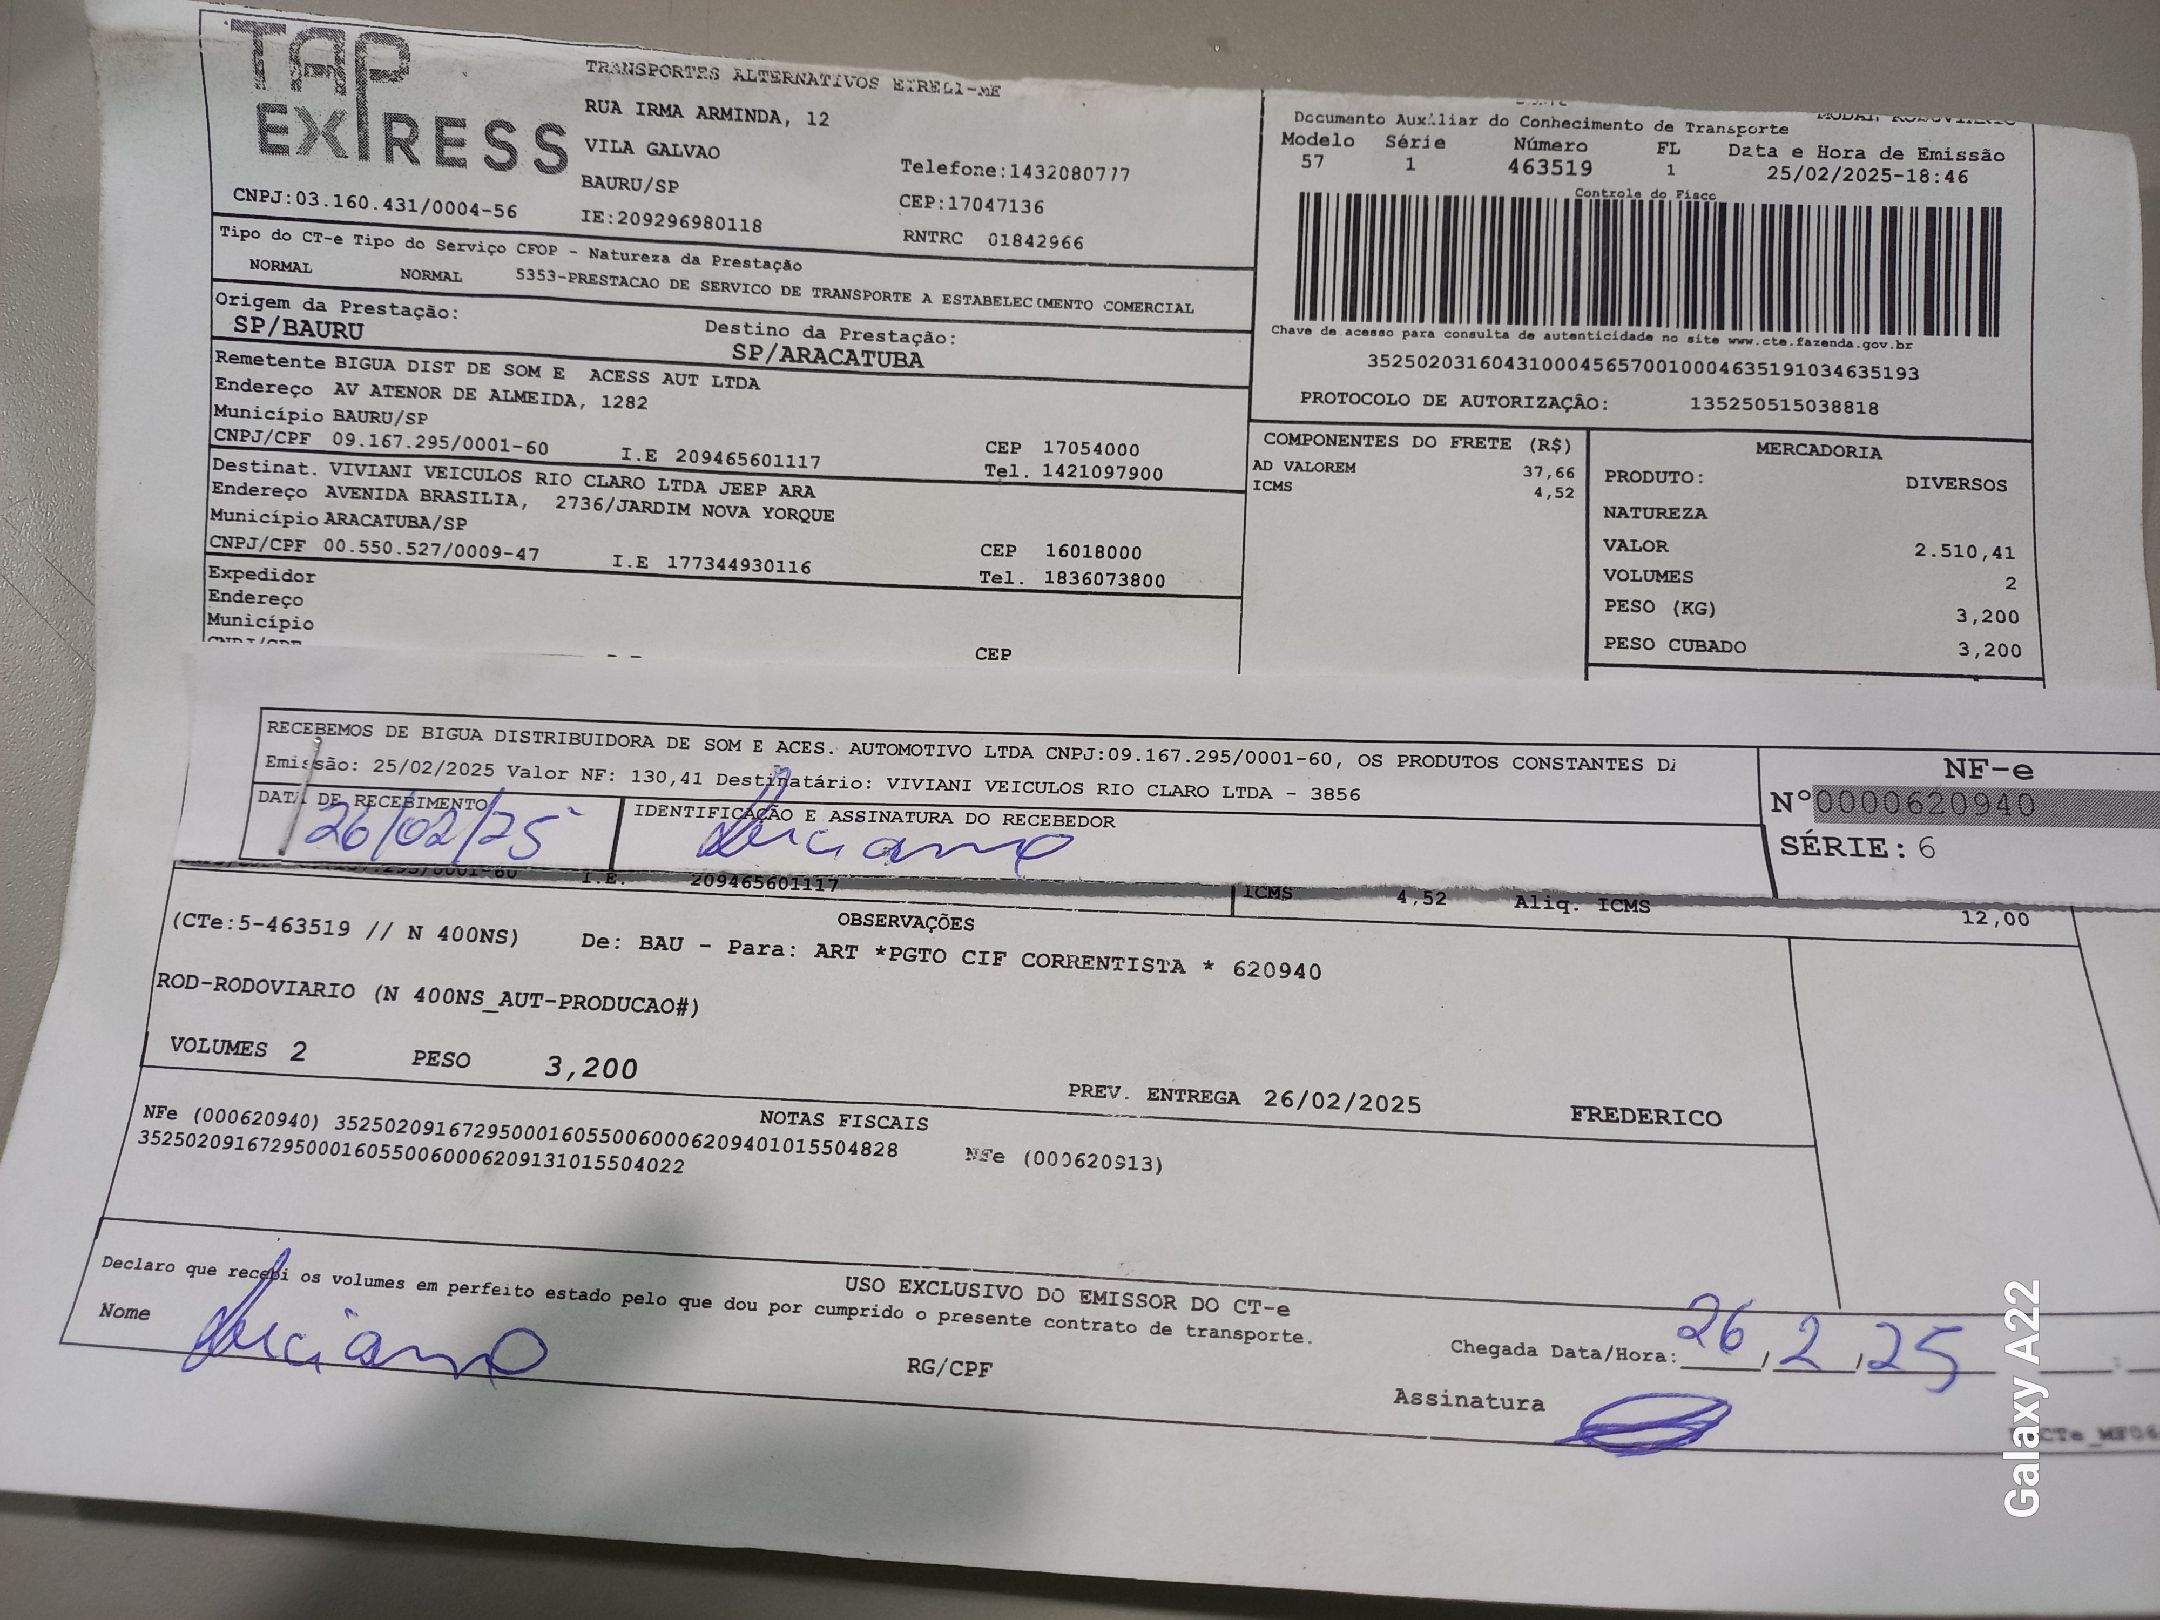 TAP
EXPRESS
TRANSPORTES ALTERNATIVOS EIRELI-ME
RUA IRMA ARMINDA, 12
VILA GALVAO
BAURU/SP
Telefone:1432080777
CEP:17047136
CNPJ:03.160.431/0004-56
IE:209296980118
RNTRC 01842966
Documento Auxiliar do Conhecimento de Transporte
MODAL RODOVIARIO
Modelo Série Número FL Data e Hora de Emissão
57 1 463519 1 25/02/2025-18:46
Controle do Fisco
Chave de acesso para consulta de autenticidade no site www.cte.fazenda.gov.br
35250203160431000456570010004635191034635193
PROTOCOLO DE AUTORIZAÇÃO: 135250515038818
Tipo do CT-e Tipo do Serviço CFOP - Natureza da Prestação
NORMAL NORMAL 5353-PRESTACAO DE SERVICO DE TRANSPORTE A ESTABELECIMENTO COMERCIAL
Origem da Prestação:
SP/BAURU
Destino da Prestação:
SP/ARACATUBA
Remetente BIGUA DIST DE SOM E ACESS AUT LTDA
Endereço AV ATENOR DE ALMEIDA, 1282
Município BAURU/SP
CEP 17054000
CNPJ/CPF 09.167.295/0001-60 I.E 209465601117 Tel. 1421097900
Destinat. VIVIANI VEICULOS RIO CLARO LTDA JEEP ARA
Endereço AVENIDA BRASILIA, 2736/JARDIM NOVA YORQUE
Município ARACATUBA/SP
CEP 16018000
CNPJ/CPF 00.550.527/0009-47 I.E 177344930116 Tel. 1836073800
Expedidor
Endereço
Município
CEP
COMPONENTES DO FRETE (R$)
AD VALOREM 37,66
ICMS 4,52
MERCADORIA
PRODUTO: DIVERSOS
NATUREZA
VALOR 2.510,41
VOLUMES 2
PESO (KG) 3,200
PESO CUBADO 3,200
RECEBEMOS DE BIGUA DISTRIBUIDORA DE SOM E ACES. AUTOMOTIVO LTDA CNPJ:09.167.295/0001-60, OS PRODUTOS CONSTANTES DA
Emissão: 25/02/2025 Valor NF: 130,41 Destinatário: VIVIANI VEICULOS RIO CLARO LTDA - 3856
DATA DE RECEBIMENTO
26/02/25
IDENTIFICAÇÃO E ASSINATURA DO RECEBEDOR
Luciano
NF-e
N°0000620940
SÉRIE: 6
I.E. 209465601117 ICMS 4,52 Aliq. ICMS 12,00
OBSERVAÇÕES
(CTe:5-463519 // N 400NS) De: BAU - Para: ART *PGTO CIF CORRENTISTA * 620940
ROD-RODOVIARIO (N 400NS_AUT-PRODUCAO#)
VOLUMES 2 PESO 3,200
PREV. ENTREGA 26/02/2025 FREDERICO
NOTAS FISCAIS
NFe (000620940) 35250209167295000160550060006209401015504828 NFe (000620913)
35250209167295000160550060006209131015504022
USO EXCLUSIVO DO EMISSOR DO CT-e
Declaro que recebi os volumes em perfeito estado pelo que dou por cumprido o presente contrato de transporte.
Nome Luciano
RG/CPF
Chegada Data/Hora: 26/2/25
Assinatura
Galaxy A22